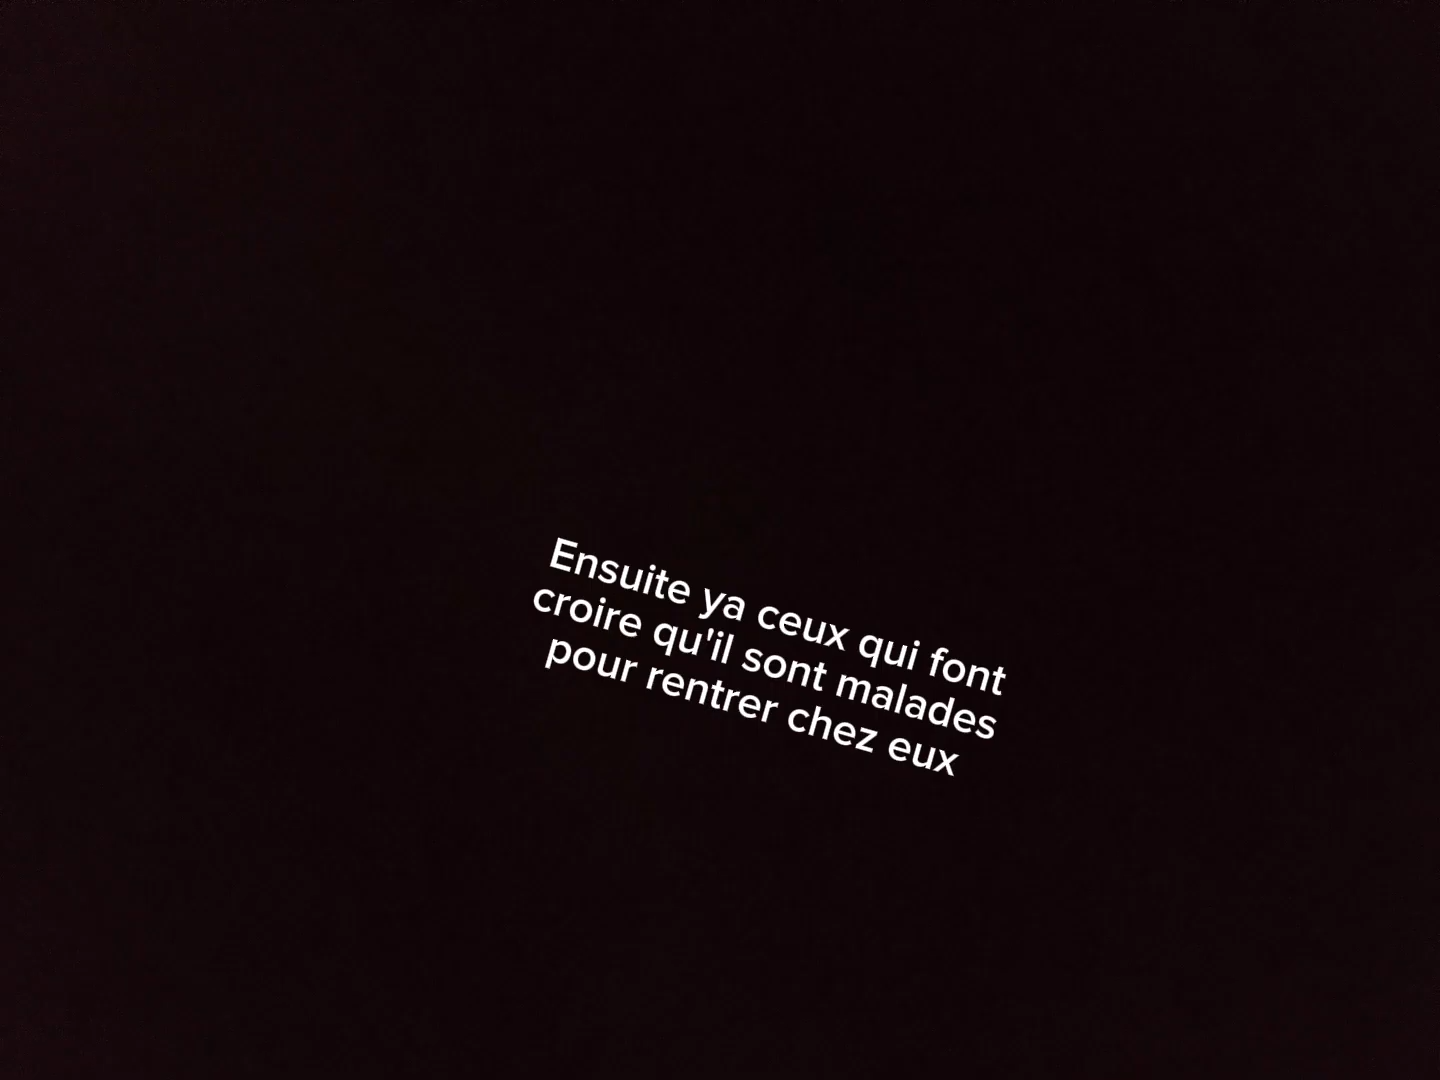 Ensuite ya ceux qui font
croire qu'il sont malades
pour rentrer chez eux